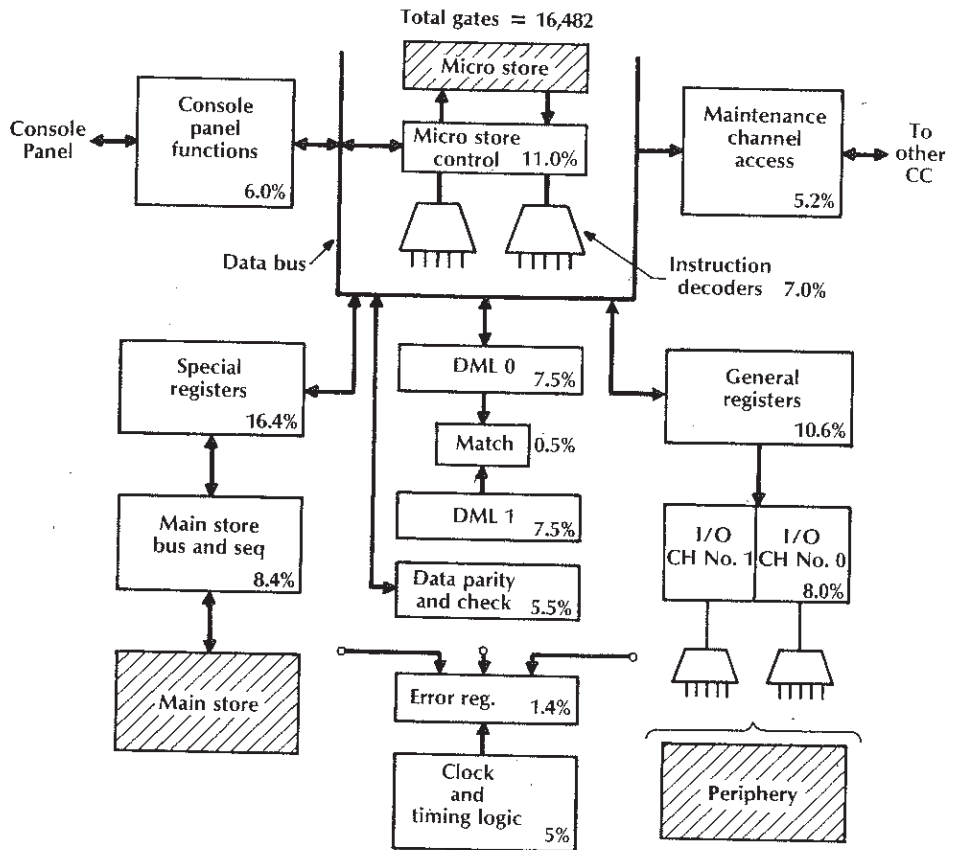 Total gates = 16,482
Micro store
Console
panel
functions
6.0%
Console
Panel
Micro store
control 11.0%
Maintenance
channel
access
5.2%
To
other
CC
Data bus
Instruction
decoders 7.0%
Special
registers
16.4%
DML 0
7.5%
General
registers
10.6%
Match 0.5%
DML 1
7.5%
Main store
bus and seq
8.4%
I/O
CH No. 1
I/O
CH No. 0
8.0%
Data parity
and check
5.5%
Main store
Error reg.
1.4%
Clock
and
timing logic
5%
Periphery